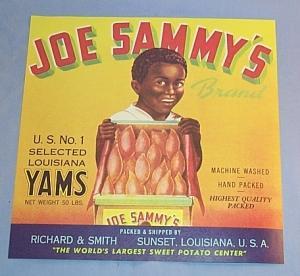 JOE SAMMY'S
Brand
U. S. No. 1
SELECTED
LOUISIANA
YAMS
NET WEIGHT 50 LBS.
MACHINE WASHED
HAND PACKED
HIGHEST QUALITY
PACKED
JOE SAMMY'S
PACKED & SHIPPED BY
RICHARD & SMITH SUNSET, LOUISIANA, U. S. A.
"THE WORLD'S LARGEST SWEET POTATO CENTER"